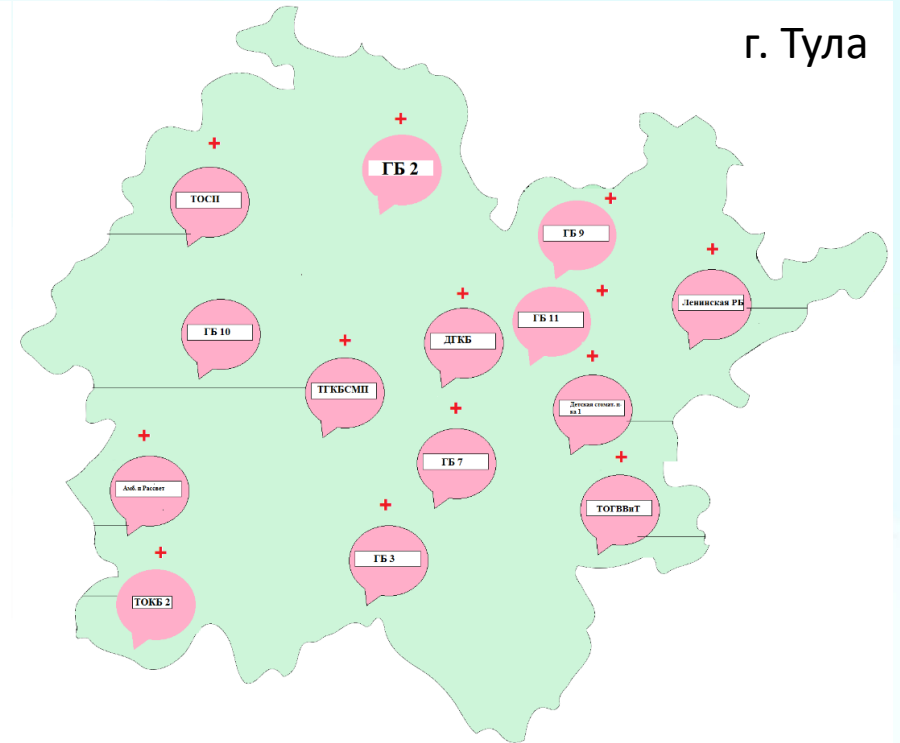 г. Тула
ГБ 2
ТОСП
ГБ 9
Ленинская РБ
ГБ 11
ГБ 10
ДГКБ
ТГКБСМП
Детская стомат. п
кл 1
ГБ 7
Амб. п Рассвет
ТОГВВиТ
ГБ 3
ТОКБ 2